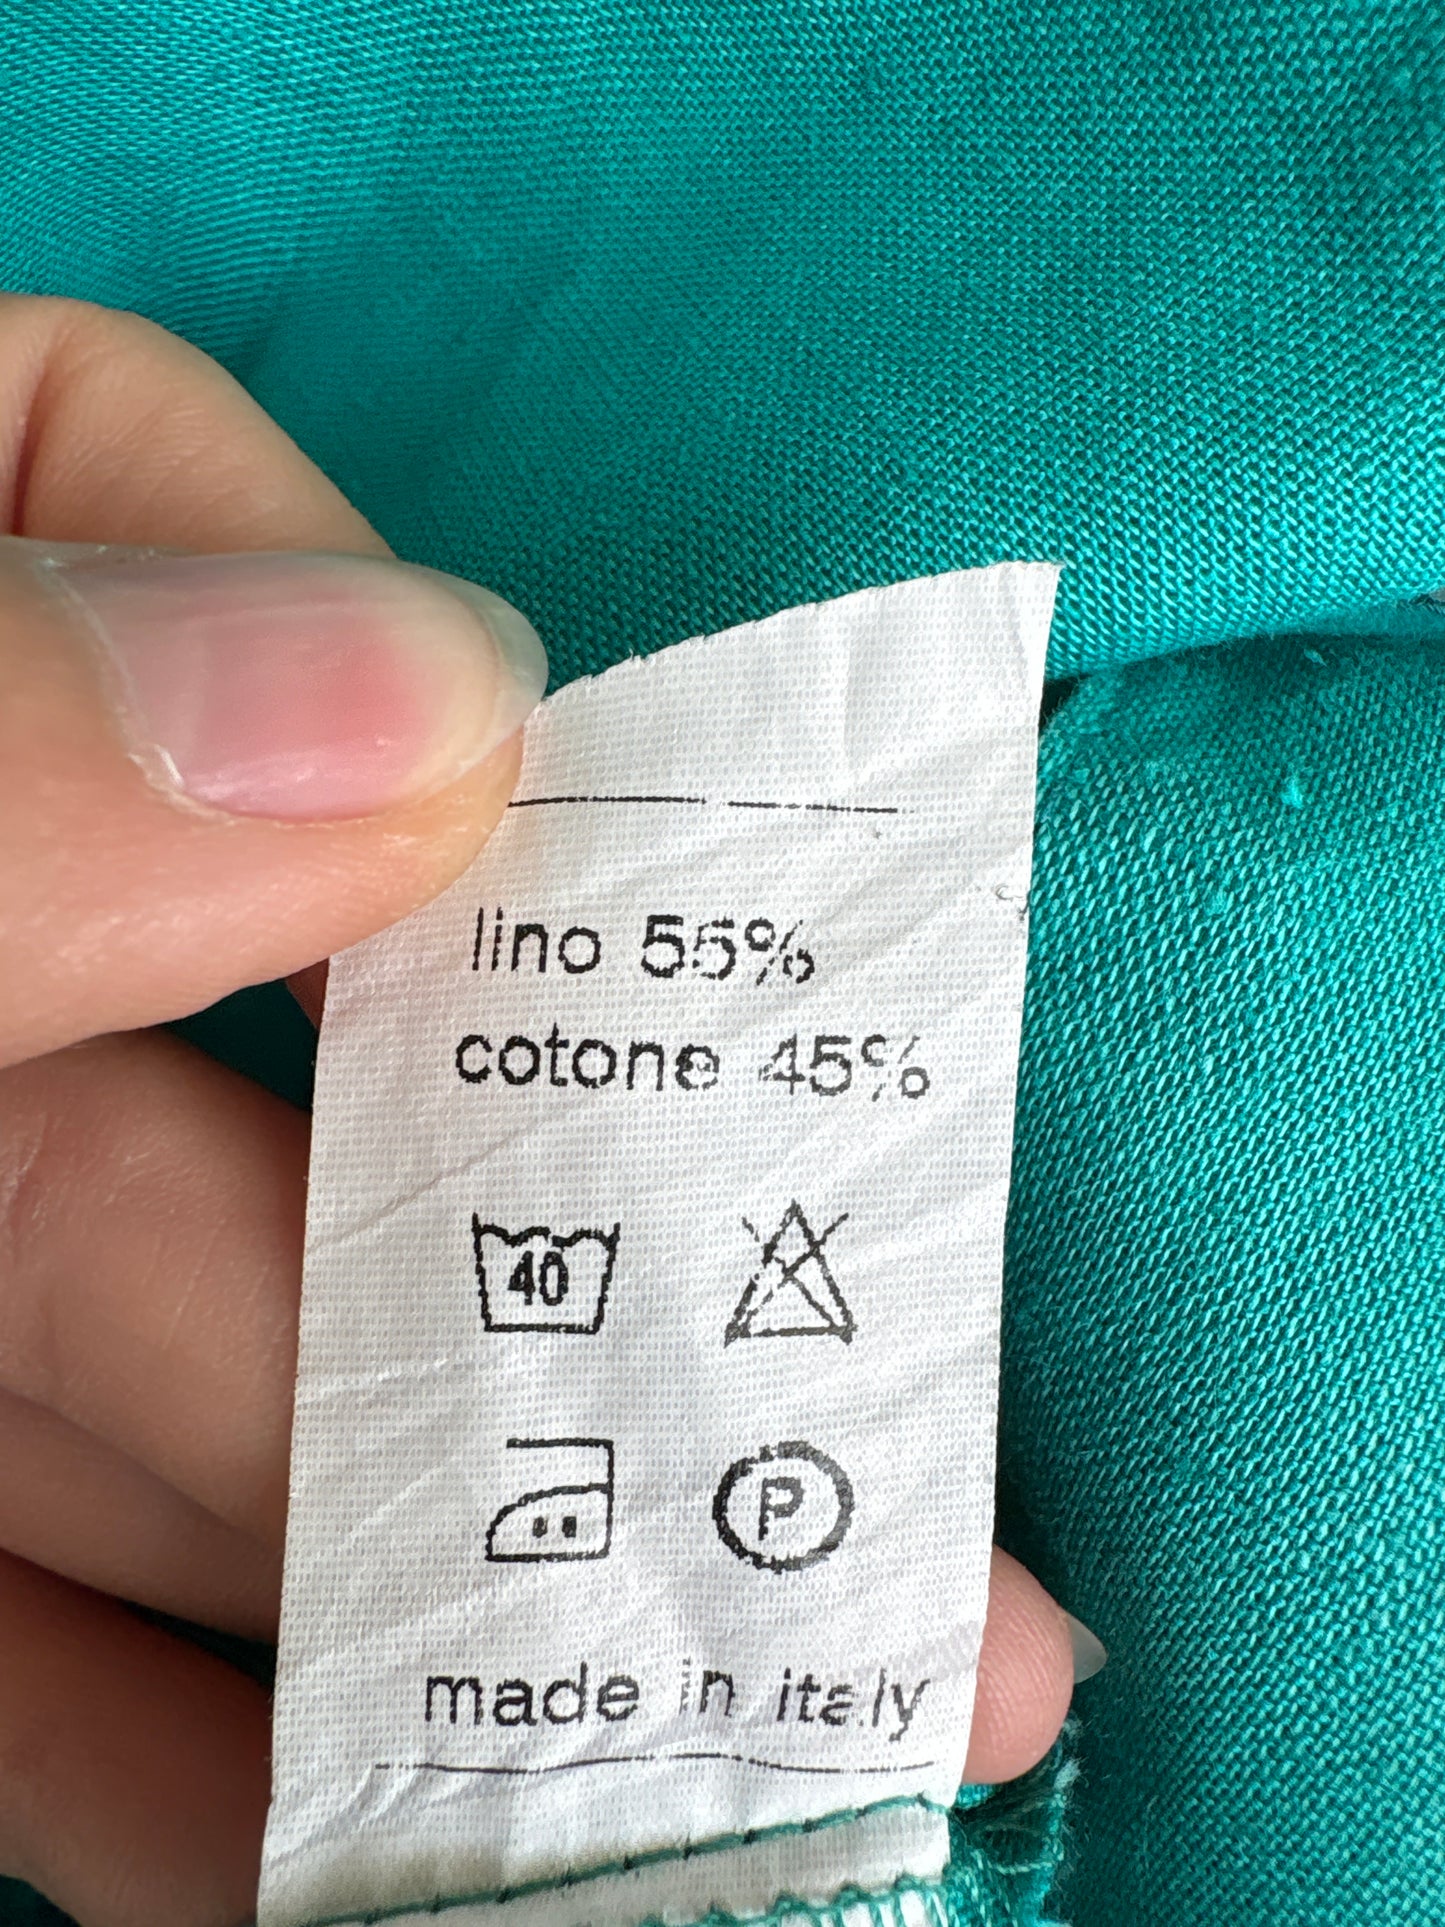 lino 55%
cotone 45%
40
P
made in italy